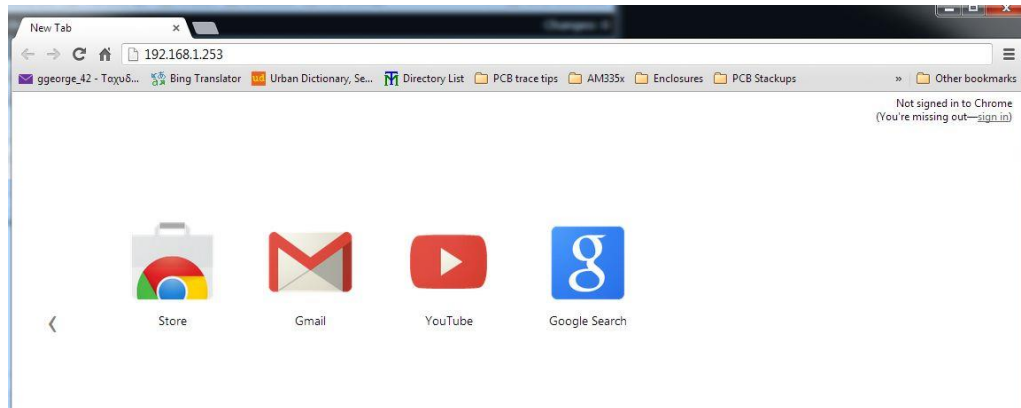 New Tab
192.168.1.253
ggeorge_42 - Ταχυδ... Bing Translator Urban Dictionary, Se... Directory List PCB trace tips AM335x Enclosures PCB Stackups » Other bookmarks
Not signed in to Chrome
(You're missing out—sign in)
Store Gmail YouTube Google Search